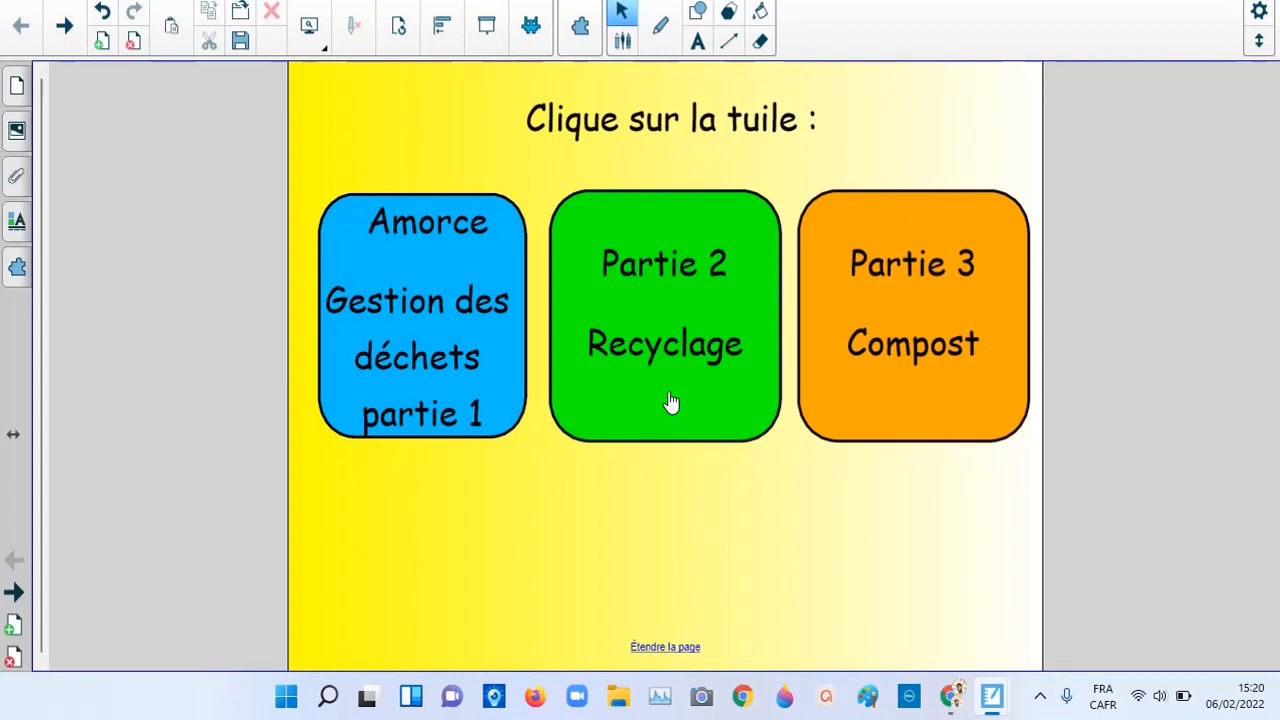 Clique sur la tuile :
Amorce
Gestion des
déchets
partie 1
Partie 2
Recyclage
Partie 3
Compost
Étendre la page
FRA
CAFR
15:20
06/02/2022